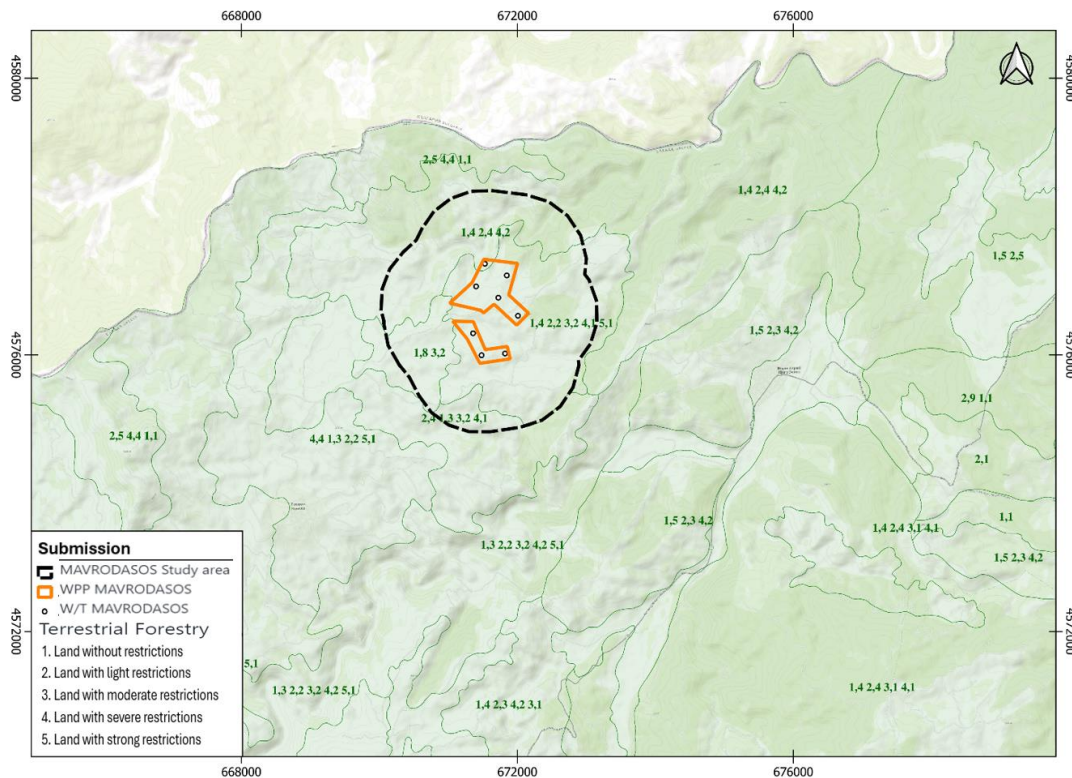 668000
672000
676000
4580000
4580000
2,5 4,4 1,1
1,4 2,4 4,2
1,4 2,4 4,2
1,5 2,5
1,4 2,2 3,2 4,1 5,1
1,5 2,3 4,2
4576000
4576000
1,8 3,2
2,9 1,1
2,4 1,3 3,2 4,1
2,5 4,4 1,1
4,4 1,3 2,2 5,1
2,1
1,1
1,5 2,3 4,2
1,4 2,4 3,1 4,1
1,3 2,2 3,2 4,2 5,1
1,5 2,3 4,2
4572000
4572000
5,1
1,3 2,2 3,2 4,2 5,1
1,4 2,4 3,1 4,1
1,4 2,3 4,2 3,1
Submission
MAVRODASOS Study area
WPP MAVRODASOS
W/T MAVRODASOS
Terrestrial Forestry
1. Land without restrictions
2. Land with light restrictions
3. Land with moderate restrictions
4. Land with severe restrictions
5. Land with strong restrictions
668000
672000
676000